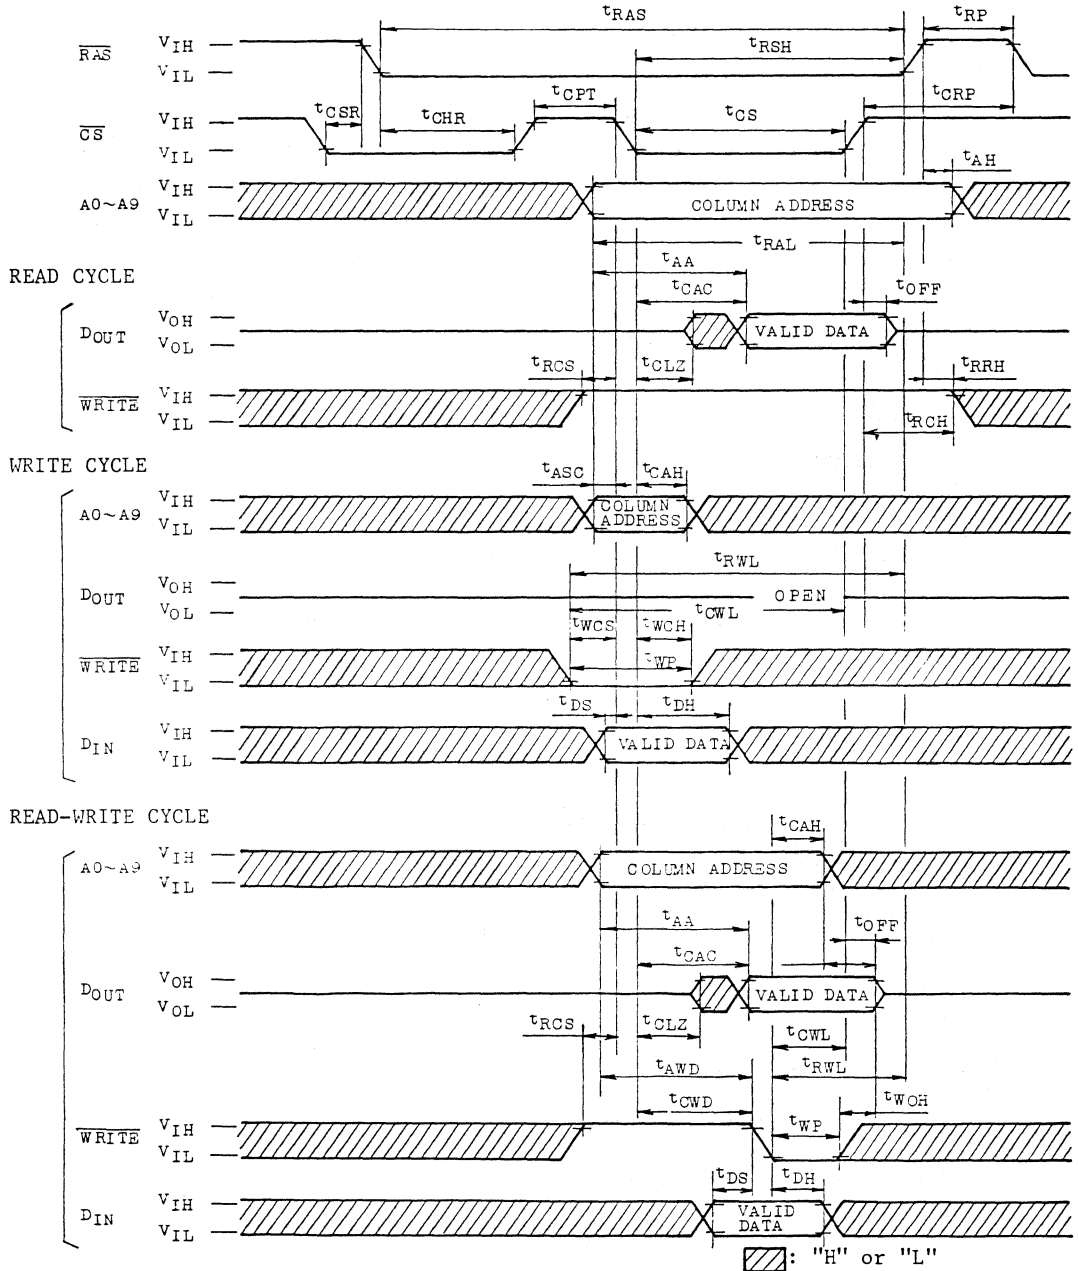 tRAS tRP
RAS VIH
tRSH
VIL
tCPT tCRP
tCSR tCHR tCS
CS VIH
VIL
tAH
A0~A9 VIH
COLUMN ADDRESS
VIL
tRAL
tAA
READ CYCLE
tCAC tOFF
DOUT VOH
VALID DATA
VOL
tRCS tCLZ tRRH
WRITE VIH
VIL
tRCH
WRITE CYCLE
tASC tCAH
A0~A9 VIH
COLUMN
ADDRESS
VIL
tRWL
DOUT VOH
OPEN
VOL
tCWL
tWCS tWCH
WRITE VIH
tWP
VIL
tDS tDH
DIN VIH
VALID DATA
VIL
READ-WRITE CYCLE
tCAH
A0~A9 VIH
COLUMN ADDRESS
VIL
tAA tOFF
tCAC
DOUT VOH
VALID DATA
VOL
tRCS tCLZ tCWL
tAWD tRWL
tCWD tWOH
WRITE VIH
tWP
VIL
tDS tDH
DIN VIH
VALID
DATA
VIL
: "H" or "L"